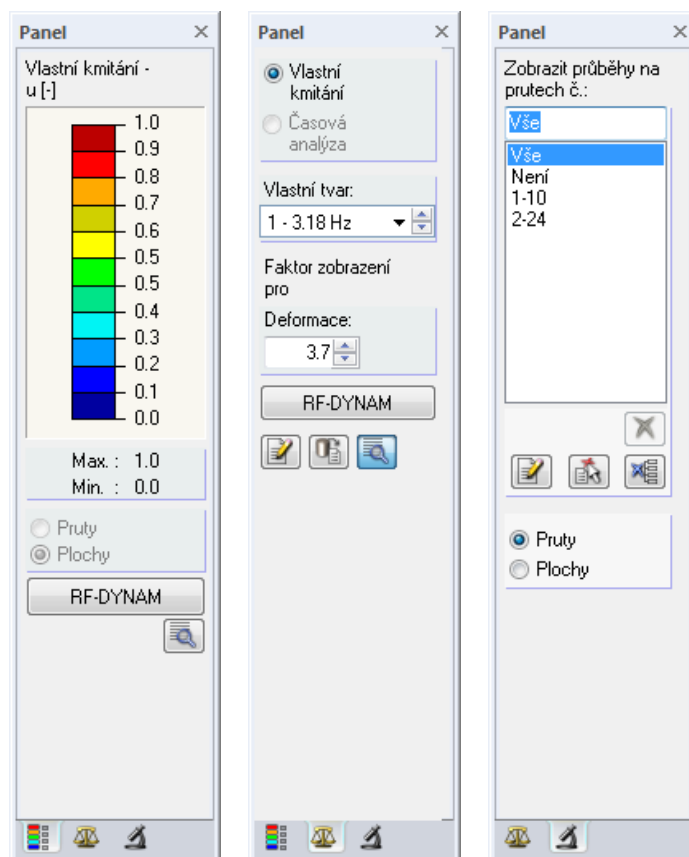 Panel
Vlastní kmitání -
u [-]
1.0
0.9
0.8
0.7
0.6
0.5
0.5
0.4
0.3
0.2
0.1
0.0
Max. : 1.0
Min. : 0.0
Pruty
Plochy
RF-DYNAM
Panel
Vlastní
kmitání
Časová
analýza
Vlastní tvar:
1 - 3.18 Hz
Faktor zobrazení
pro
Deformace:
3.7
RF-DYNAM
Panel
Zobrazit průběhy na
prutech č.:
Vše
Vše
Není
1-10
2-24
Pruty
Plochy